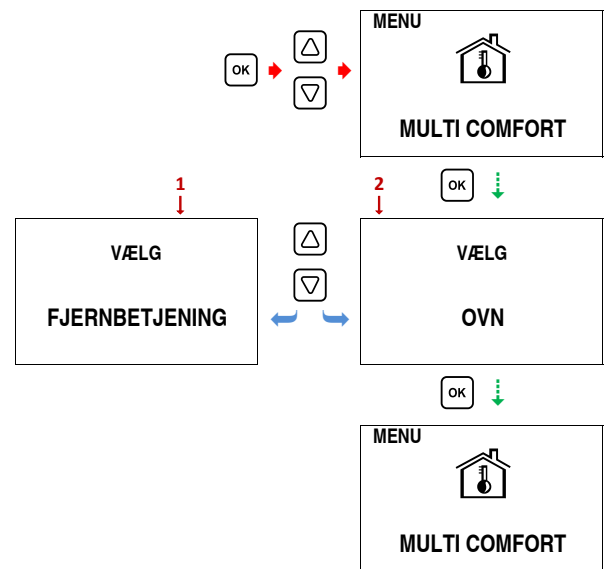 MENU
OK
MULTI COMFORT
1
2
OK
VÆLG
VÆLG
FJERNBETJENING
OVN
OK
MENU
MULTI COMFORT